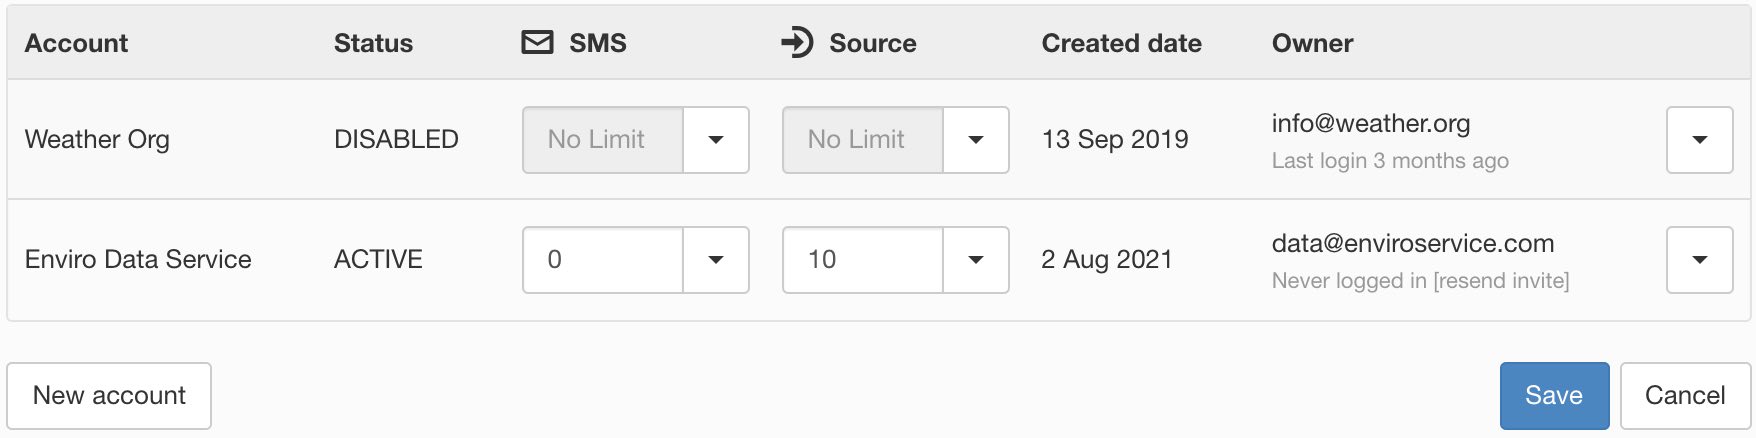 Account Status SMS Source Created date Owner
Weather Org DISABLED No Limit No Limit 13 Sep 2019 info@weather.org
Last login 3 months ago
Enviro Data Service ACTIVE 0 10 2 Aug 2021 data@enviroservice.com
Never logged in [resend invite]
New account Save Cancel